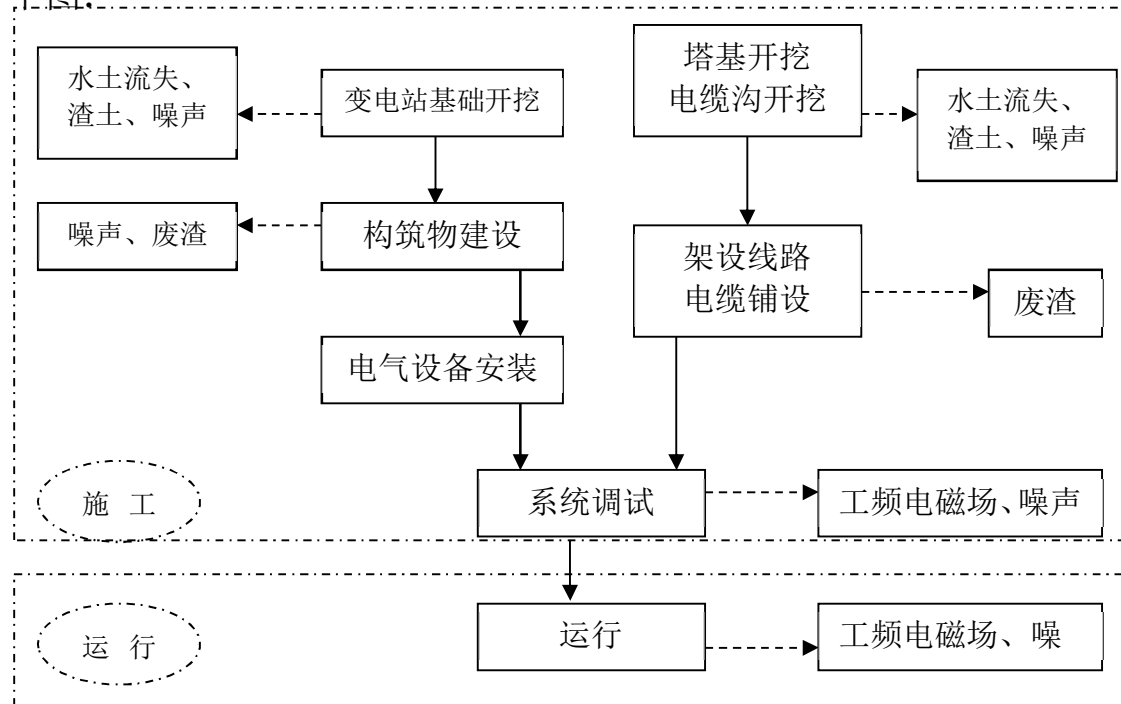 下图:
水土流失、
渣土、噪声
变电站基础开挖
塔基开挖
电缆沟开挖
水土流失、
渣土、噪声
噪声、废渣
构筑物建设
架设线路
电缆铺设
废渣
电气设备安装
施 工
系统调试
工频电磁场、噪声
运 行
运行
工频电磁场、噪